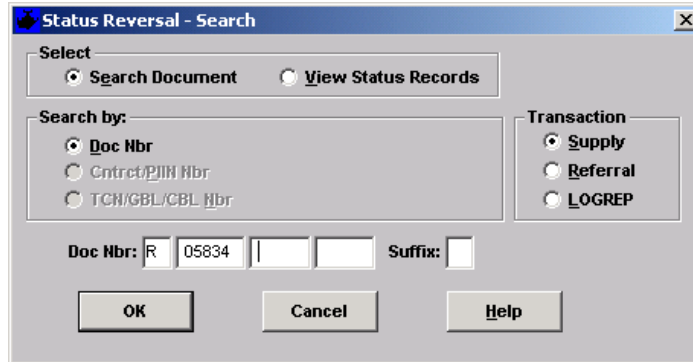 Status Reversal - Search
Select
Search Document View Status Records
Search by:
Doc Nbr
Cntrct/PIIN Nbr
TCN/GBL/CBL Nbr
Transaction
Supply
Referral
LOGREP
Doc Nbr: R 05834 Suffix:
OK Cancel Help